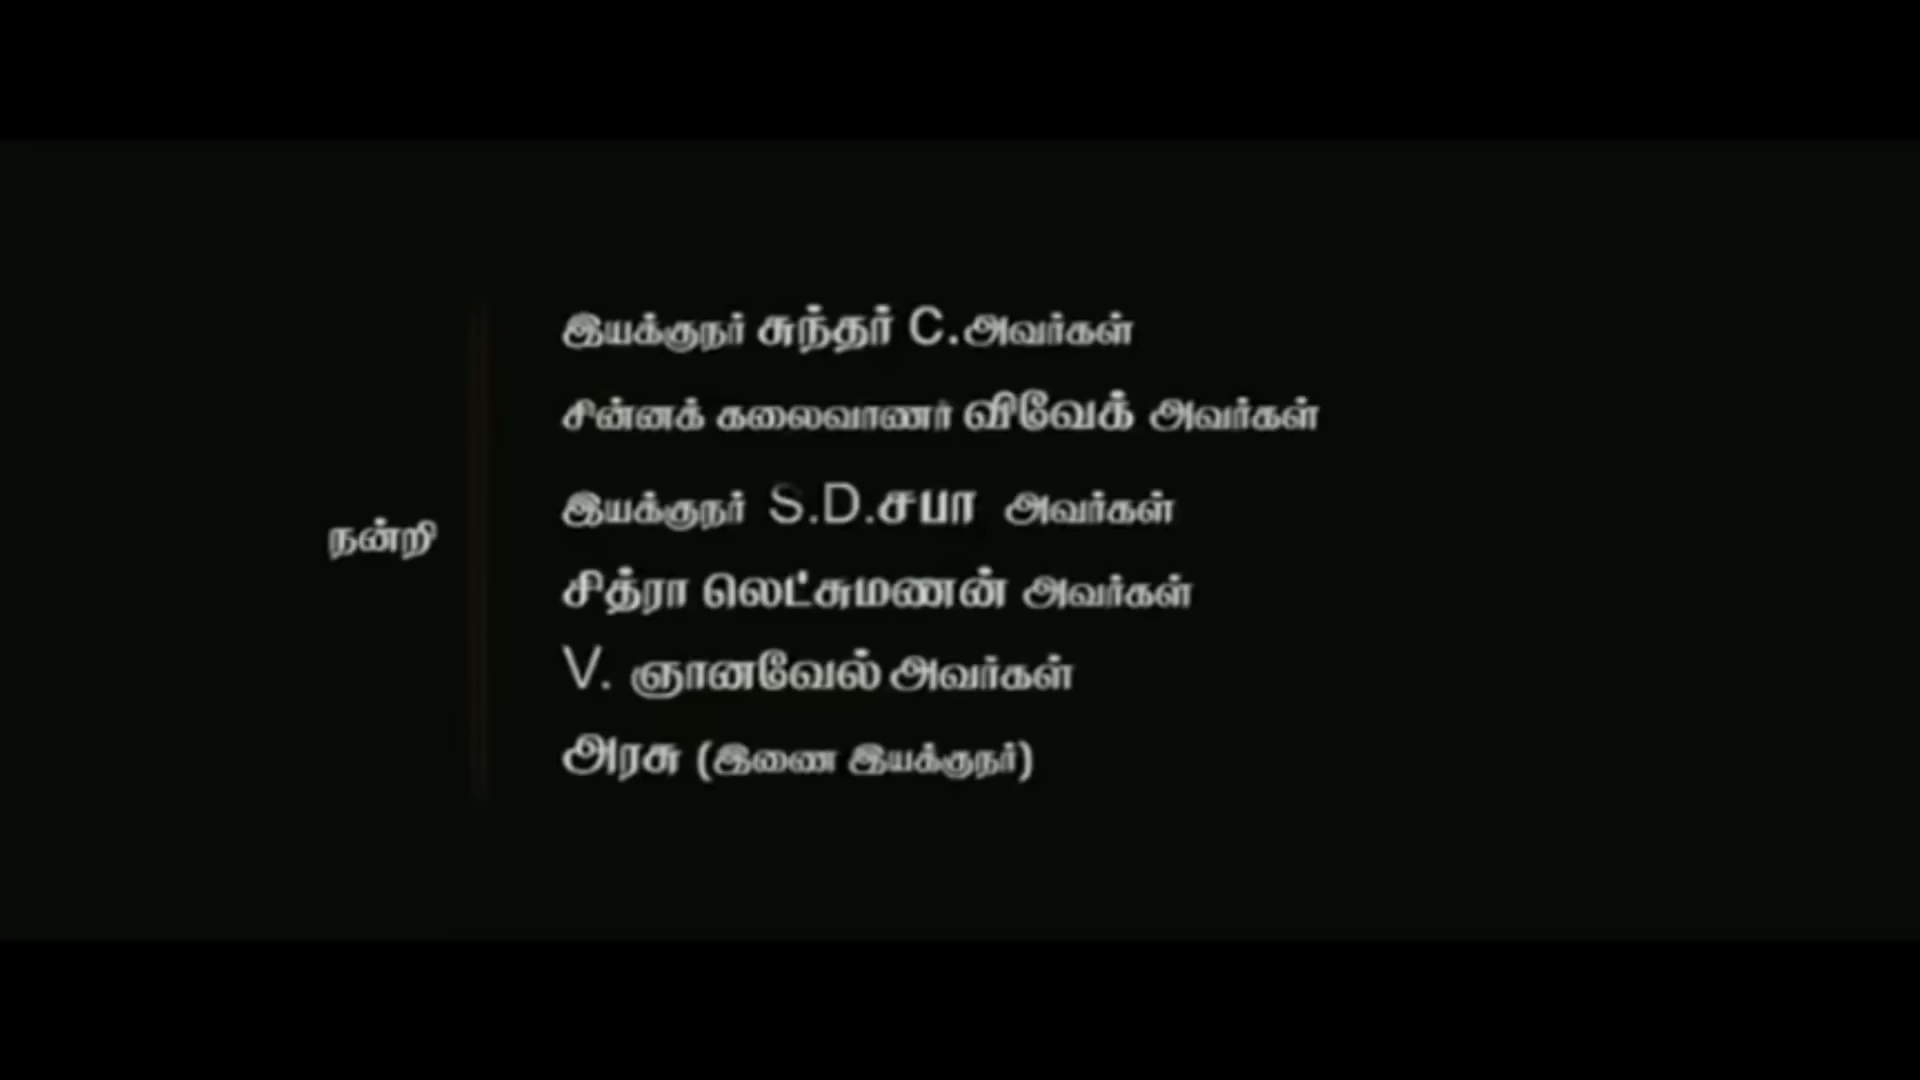 நன்றி
இயக்குநர் சுந்தர் C.அவர்கள்
சின்னக் கலைவாணர் விவேக் அவர்கள்
இயக்குநர் S.D.சபா அவர்கள்
சித்ரா லெட்சுமணன் அவர்கள்
V. ஞானவேல் அவர்கள்
அரசு (இணை இயக்குநர்)